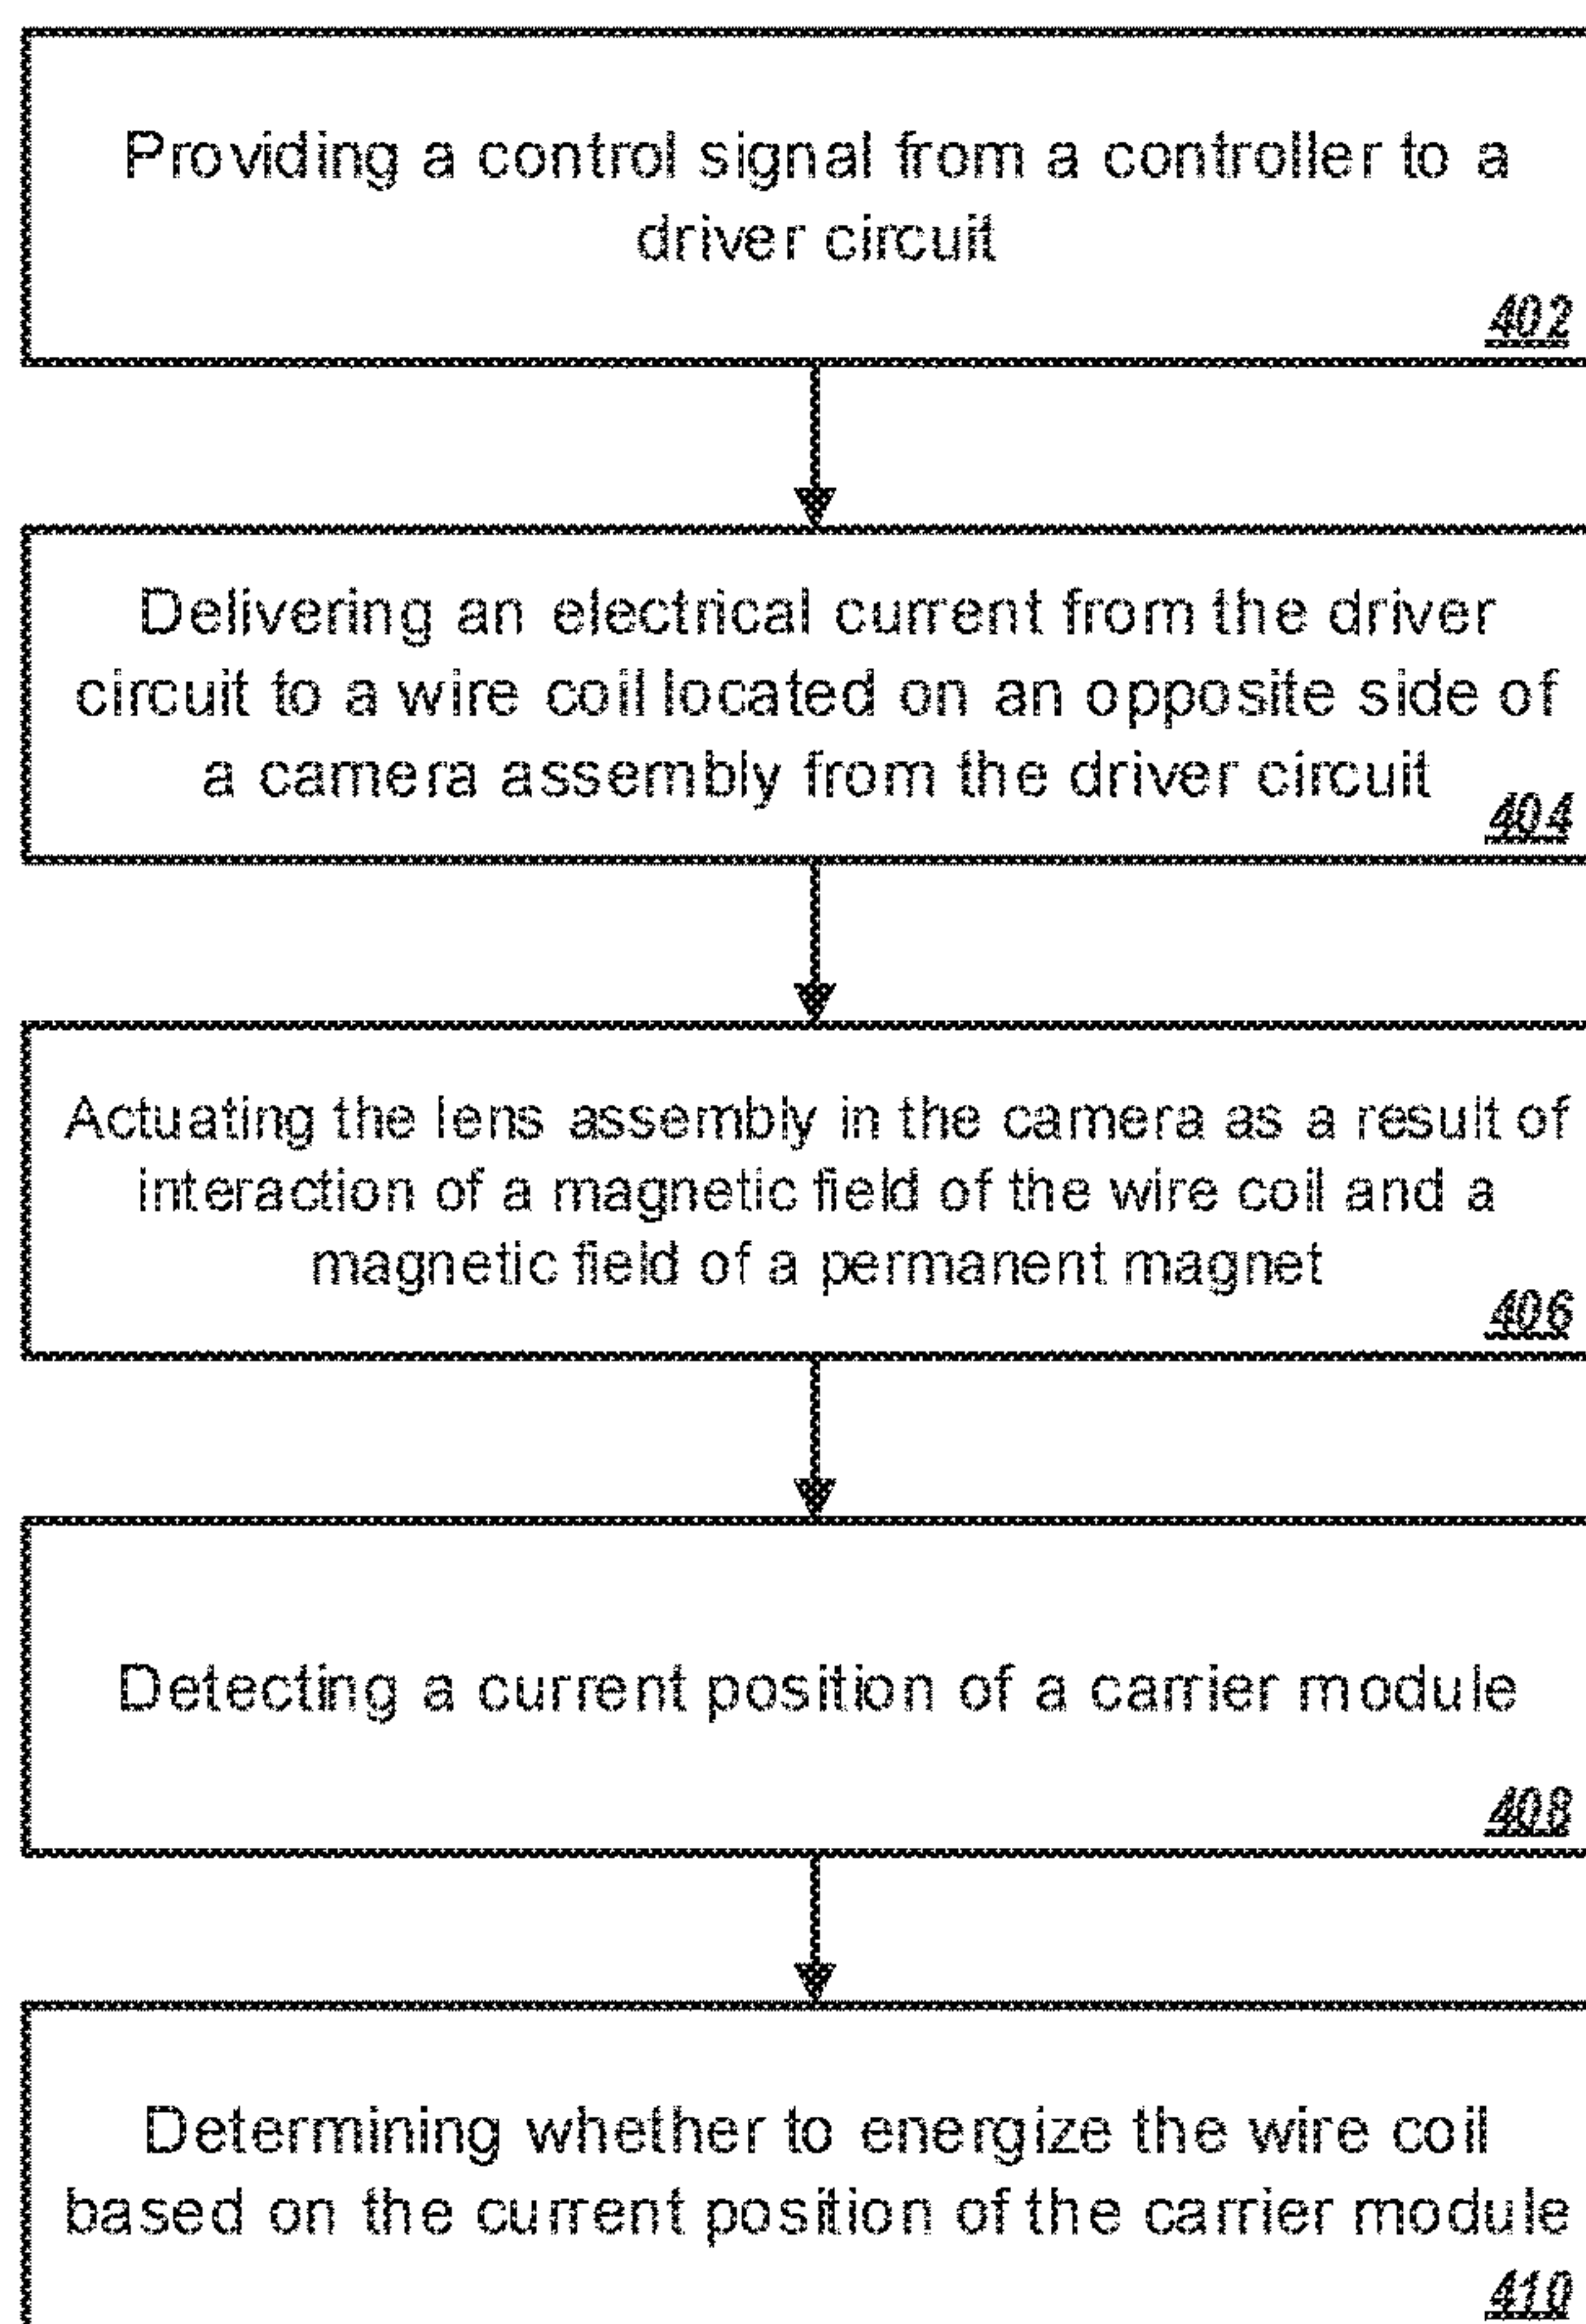 Providing a control signal from a controller to a
driver circuit
402
Delivering an electrical current from the driver
circuit to a wire coil located on an opposite side of
a camera assembly from the driver circuit
404
Actuating the lens assembly in the camera as a result of
interaction of a magnetic field of the wire coil and a
magnetic field of a permanent magnet
406
Detecting a current position of a carrier module
408
Determining whether to energize the wire coil
based on the current position of the carrier module
410